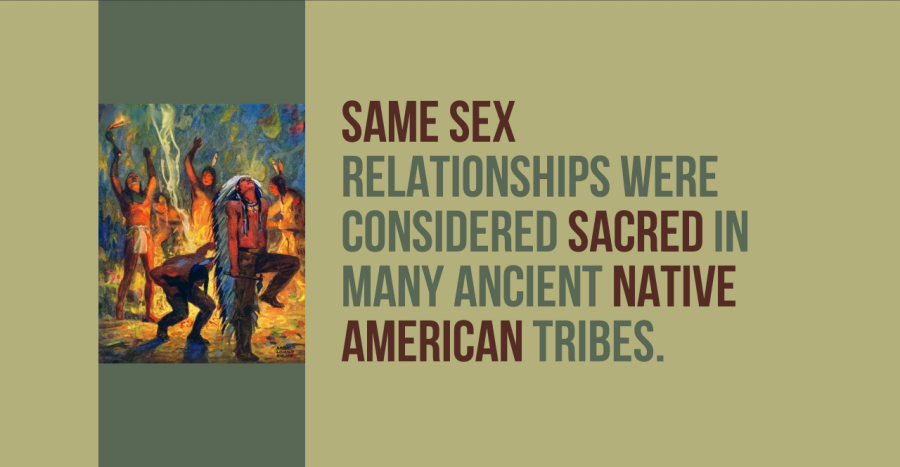 SAME SEX
RELATIONSHIPS WERE
CONSIDERED SACRED IN
MANY ANCIENT NATIVE
AMERICAN TRIBES.